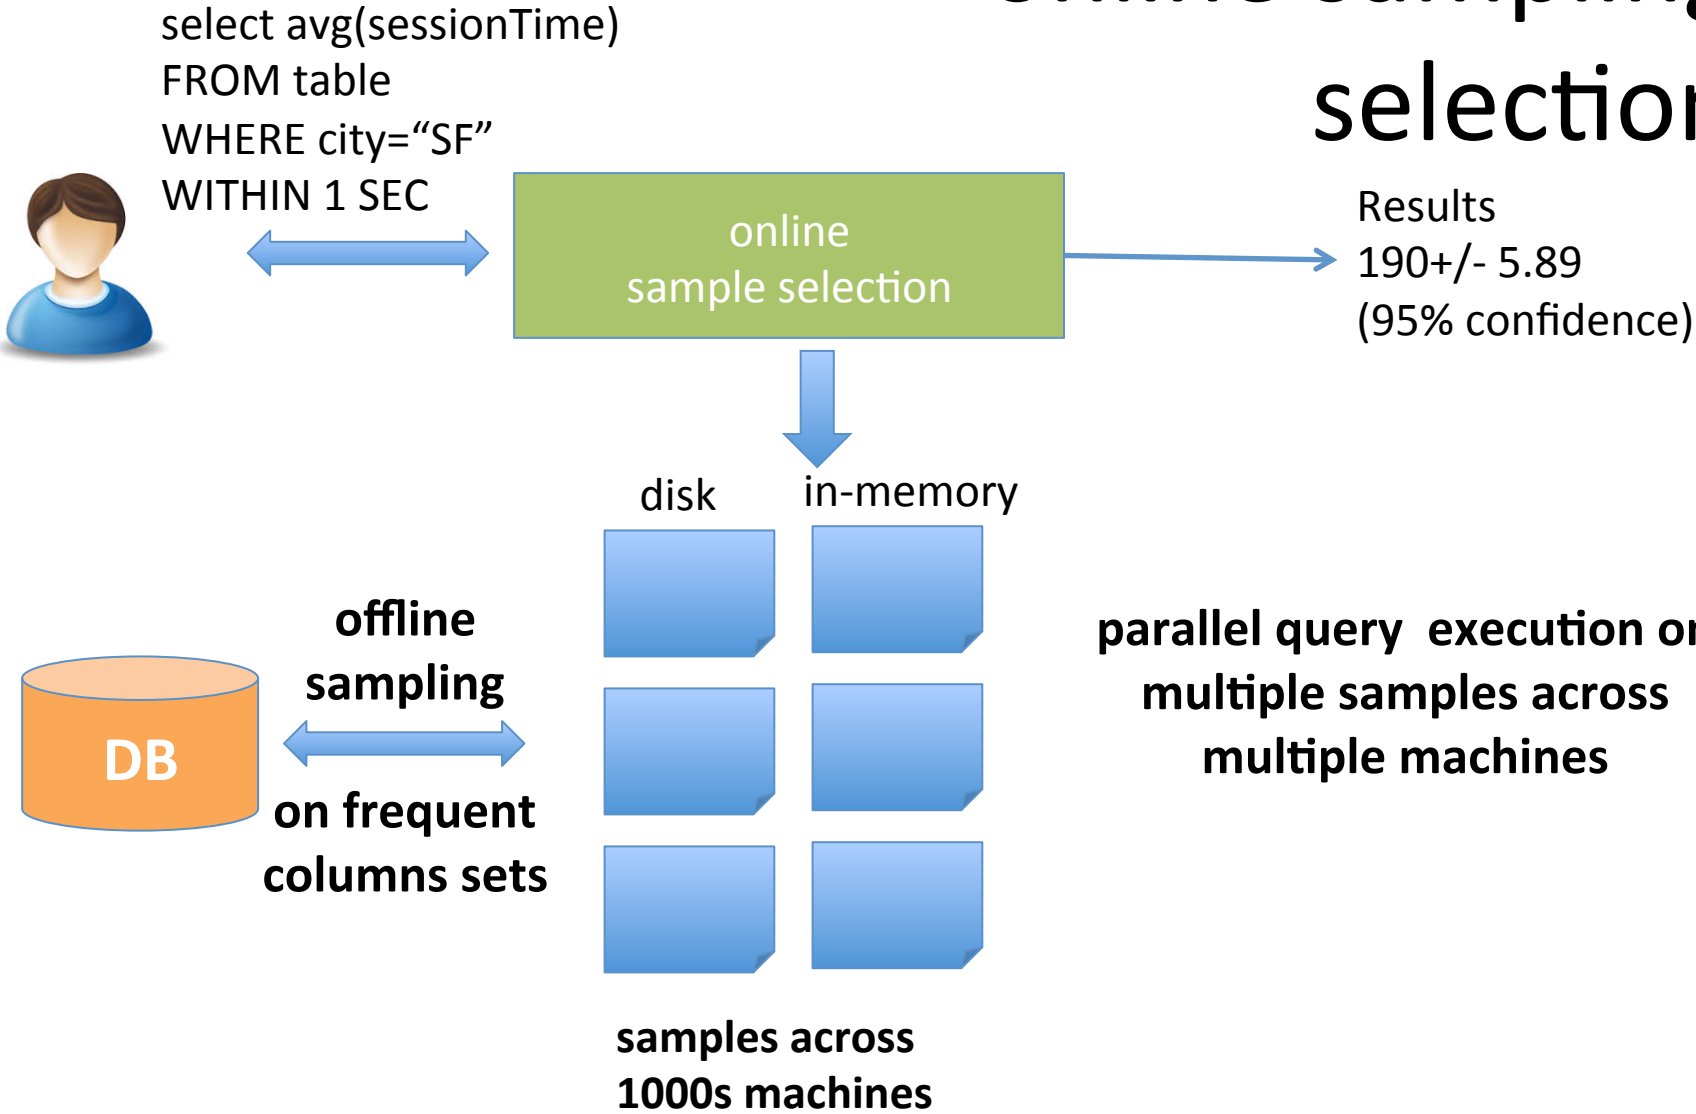 select avg(sessionTime)
FROM table
WHERE city=“SF”
WITHIN 1 SEC
selection
online
sample selection
Results
190+/- 5.89
(95% confidence)
disk
in-memory
offline
sampling
DB
on frequent
columns sets
parallel query  execution on
multiple samples across
multiple machines
samples across
1000s machines